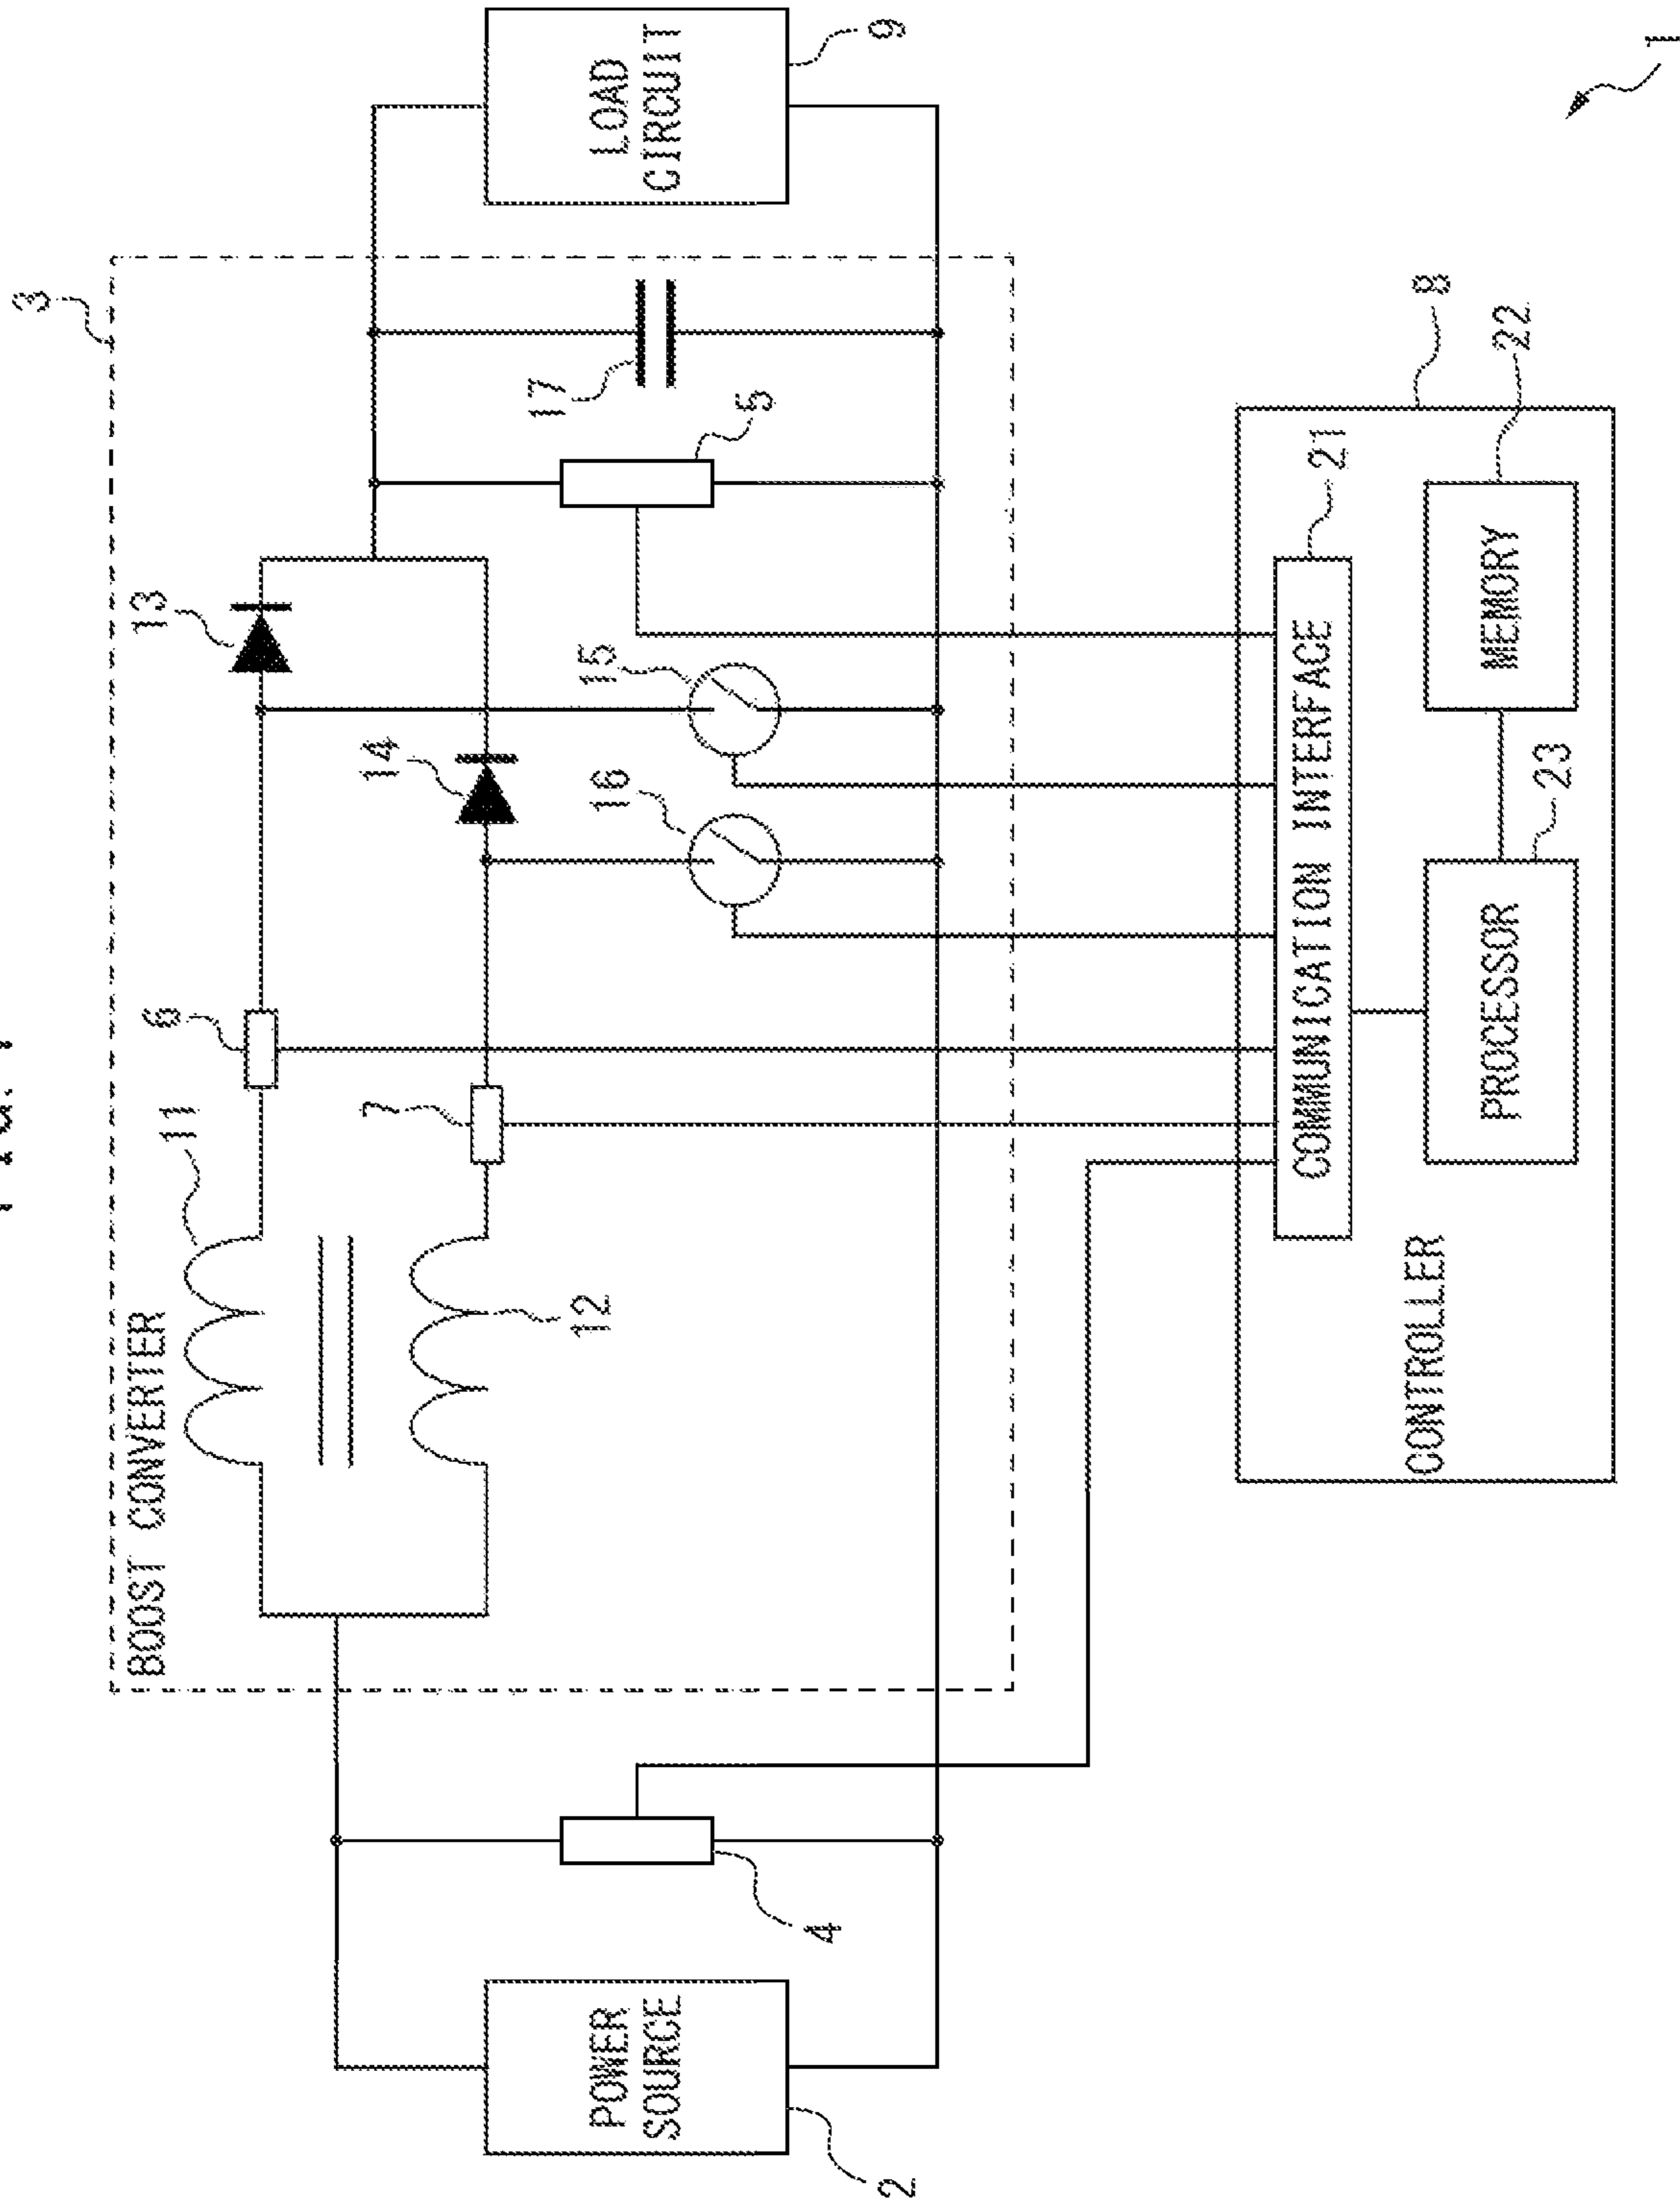 1
3
BOOST CONVERTER
11
6
13
12
7
14
16
15
5
17
POWER
SOURCE
2
4
LOAD
CIRCUIT
9
CONTROLLER
8
COMMUNICATION INTERFACE
21
PROCESSOR
23
MEMORY
22